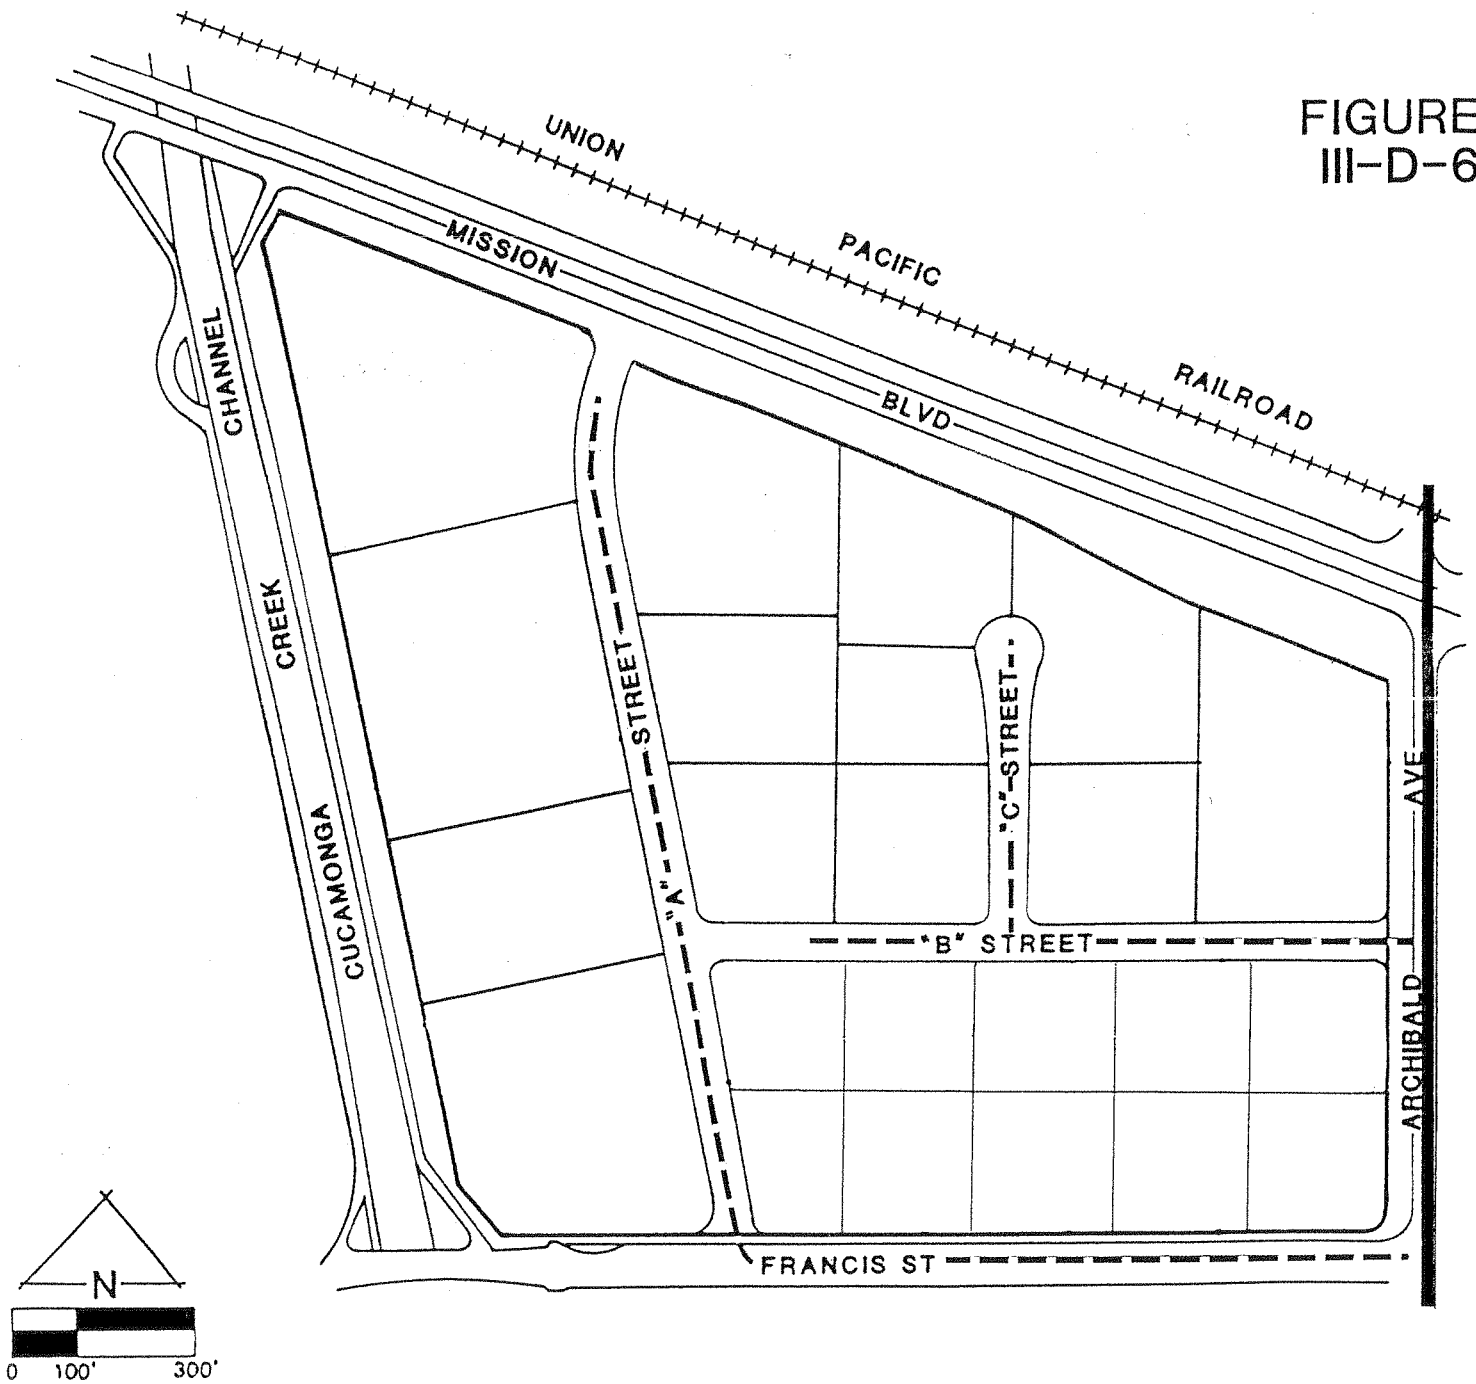 FIGURE
III-D-6
UNION
PACIFIC
RAILROAD
MISSION
BLVD
CHANNEL
CREEK
CUCAMONGA
STREET
"A"
"C" STREET
"B" STREET
AVE
ARCHIBALD
FRANCIS ST
N
0 100' 300'